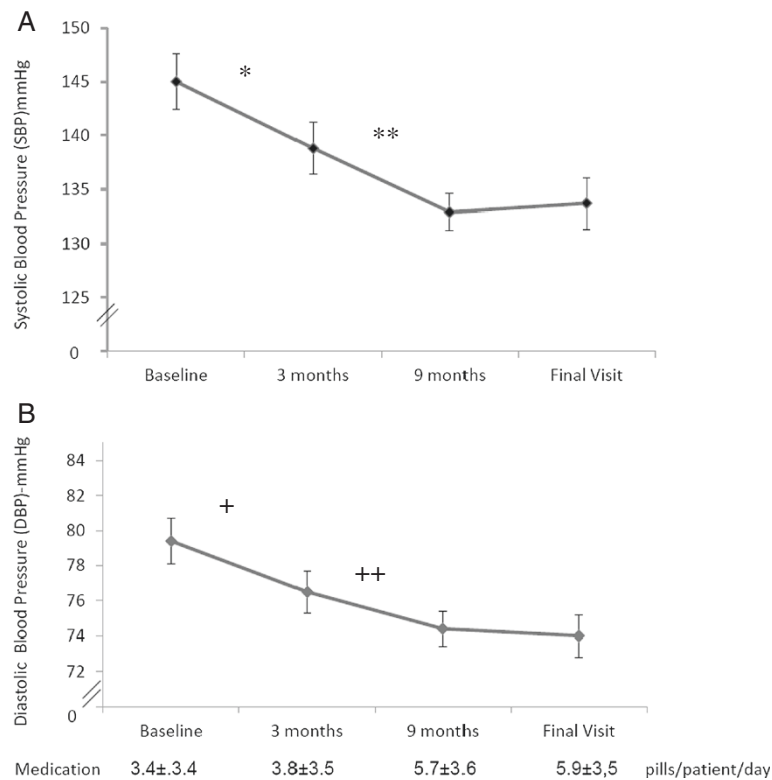 A
Systolic Blood Pressure (SBP)mmHg
150
145
140
135
130
125
0
*
**
Baseline 3 months 9 months Final Visit
B
Diastolic Blood Pressure (DBP)-mmHg
84
82
80
78
76
74
72
0
+
++
Baseline 3 months 9 months Final Visit
Medication 3.4±.3.4 3.8±3.5 5.7±3.6 5.9±3,5 pills/patient/day